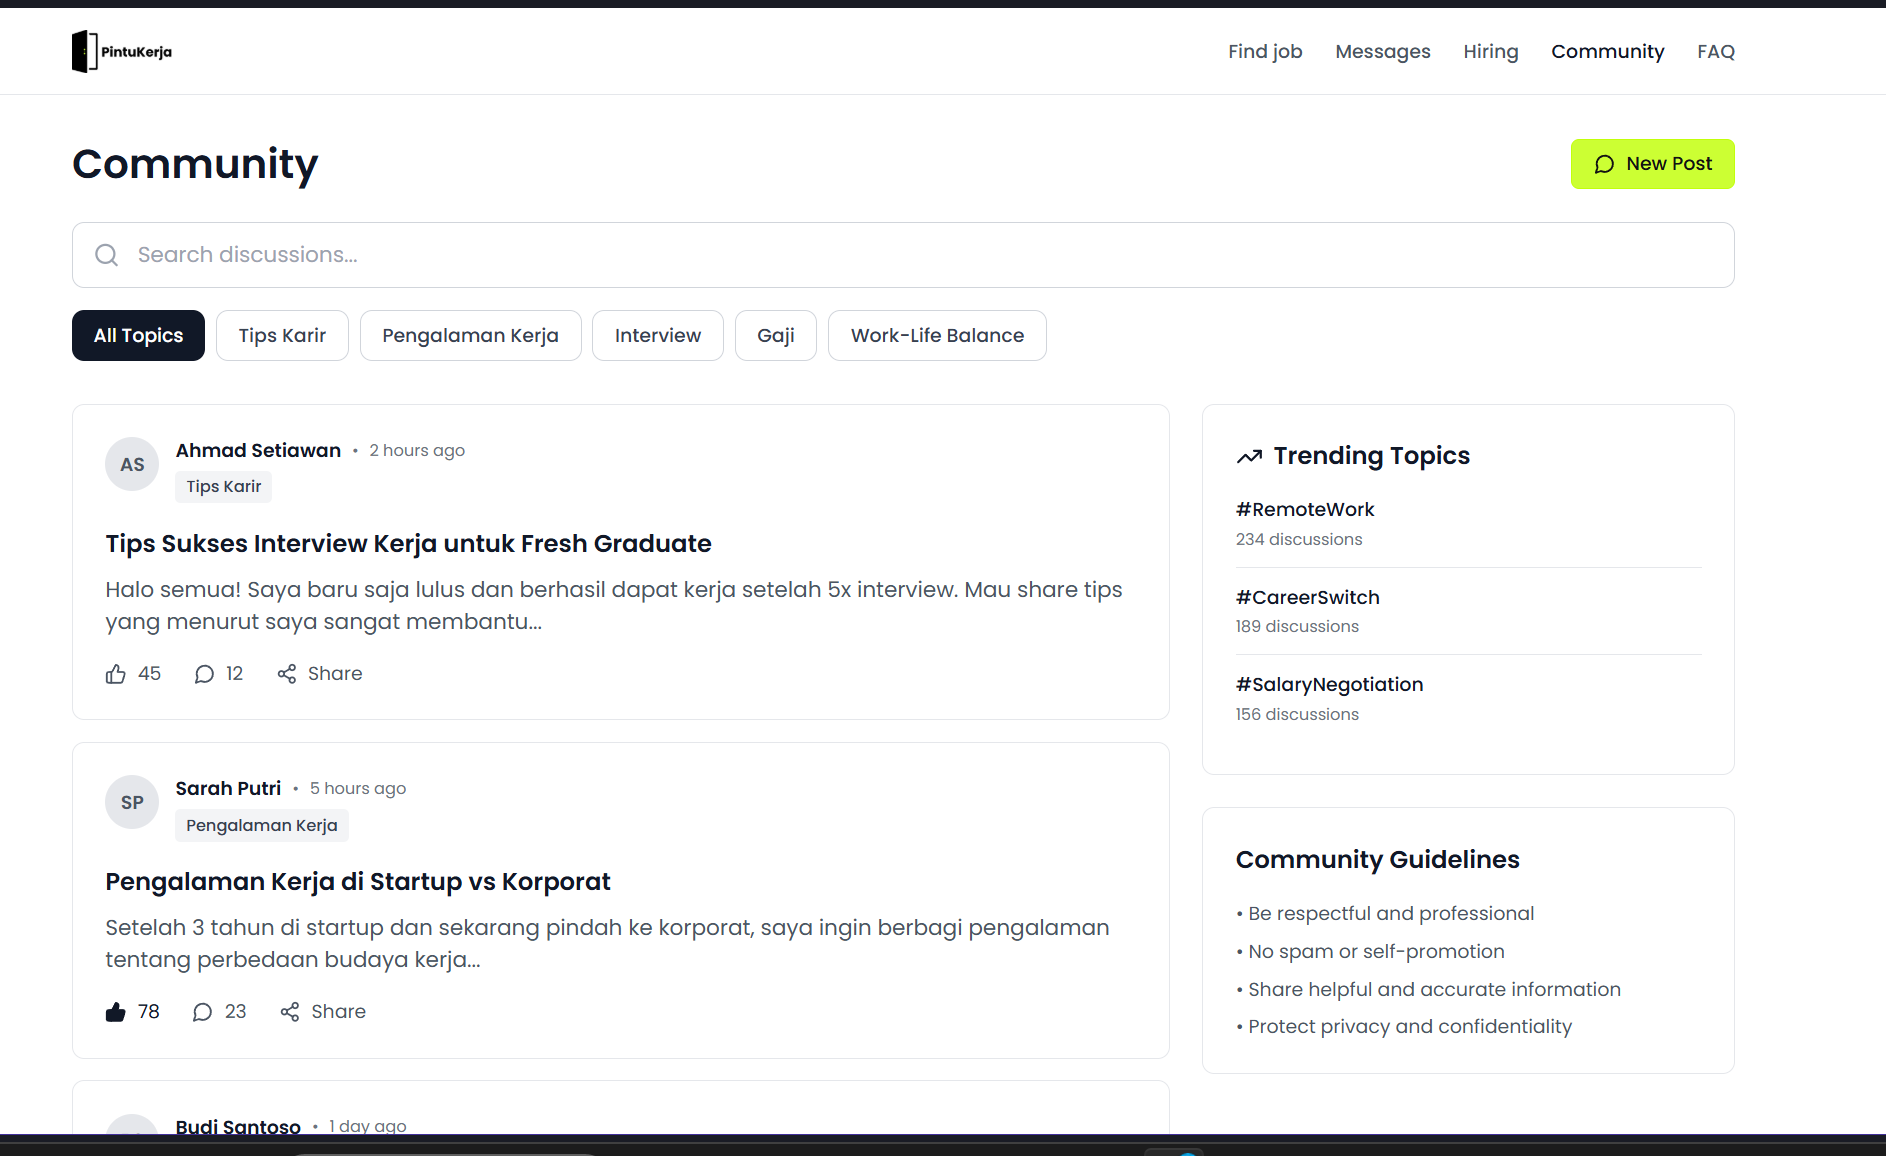 PintuKerja
Find job
Messages
Hiring
Community
FAQ
Community
New Post
Search discussions...
All Topics
Tips Karir
Pengalaman Kerja
Interview
Gaji
Work-Life Balance
AS
Ahmad Setiawan • 2 hours ago
Tips Karir
Tips Sukses Interview Kerja untuk Fresh Graduate
Halo semua! Saya baru saja lulus dan berhasil dapat kerja setelah 5x interview. Mau share tips
yang menurut saya sangat membantu...
45
12
Share
SP
Sarah Putri • 5 hours ago
Pengalaman Kerja
Pengalaman Kerja di Startup vs Korporat
Setelah 3 tahun di startup dan sekarang pindah ke korporat, saya ingin berbagi pengalaman
tentang perbedaan budaya kerja...
78
23
Share
Budi Santoso • 1 day ago
Trending Topics
#RemoteWork
234 discussions
#CareerSwitch
189 discussions
#SalaryNegotiation
156 discussions
Community Guidelines
• Be respectful and professional
• No spam or self-promotion
• Share helpful and accurate information
• Protect privacy and confidentiality